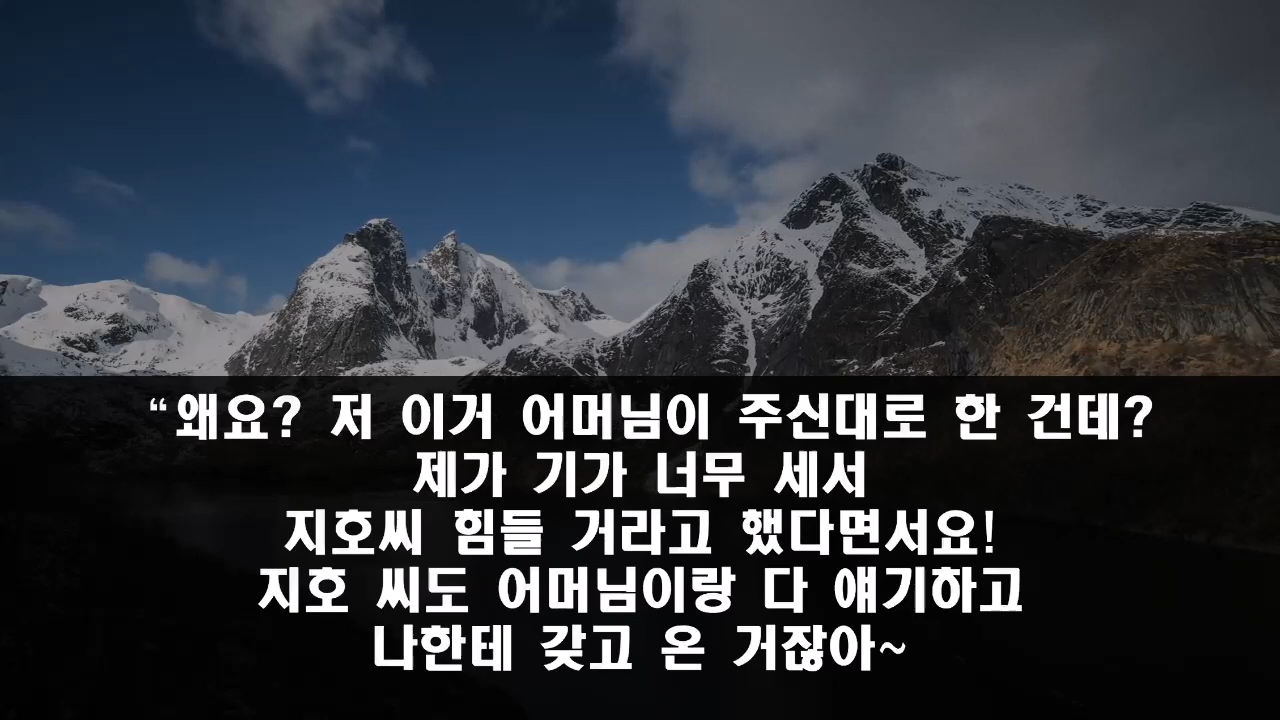 “왜요? 저 이거 어머님이 주신대로 한 건데?
제가 기가 너무 세서
지호씨 힘들 거라고 했다면서요!
지호 씨도 어머님이랑 다 얘기하고
나한테 갖고 온 거잖아~